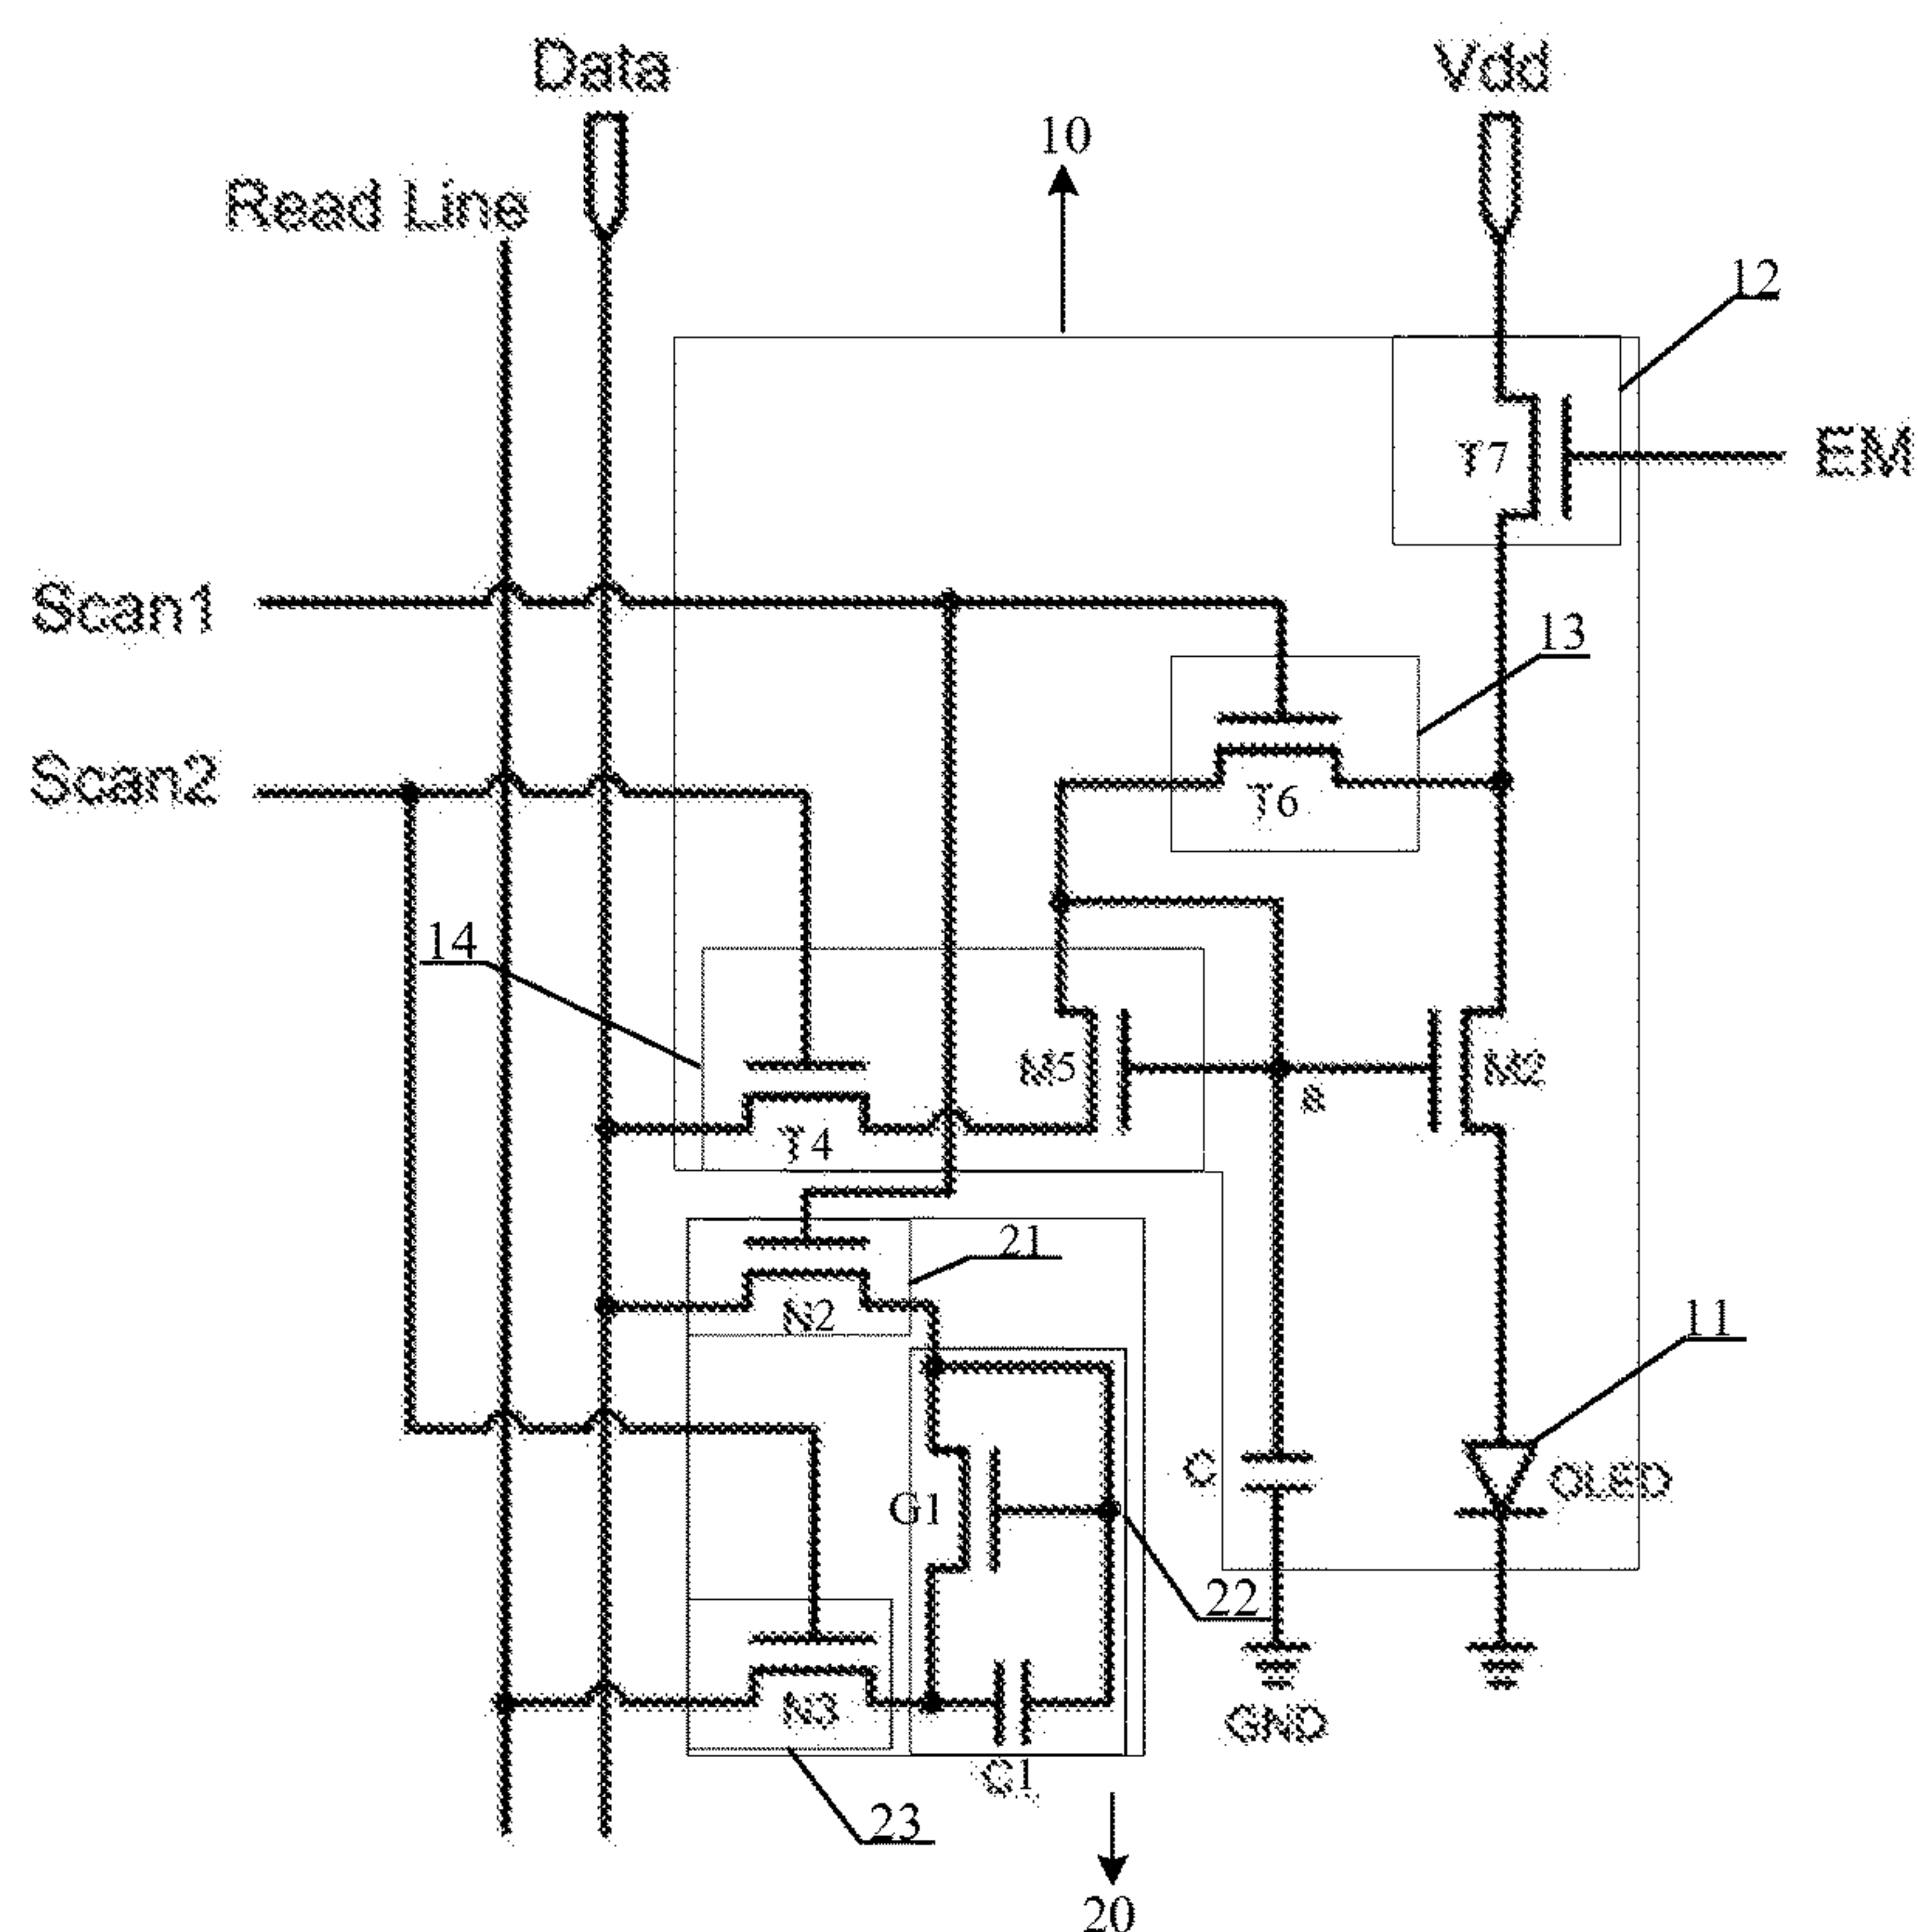 Data
Vdd
10
Read Line
12
T7
EM
Scan1
13
Scan2
T6
14
M5
M2
T4
21
N2
11
C
OLED
G1
22
N3
GND
C1
23
20